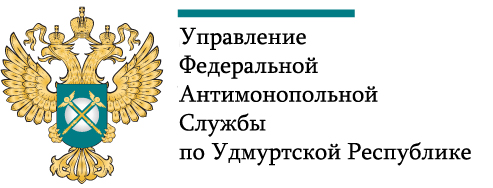 Управление
Федеральной
Антимонопольной
Службы
по Удмуртской Республике